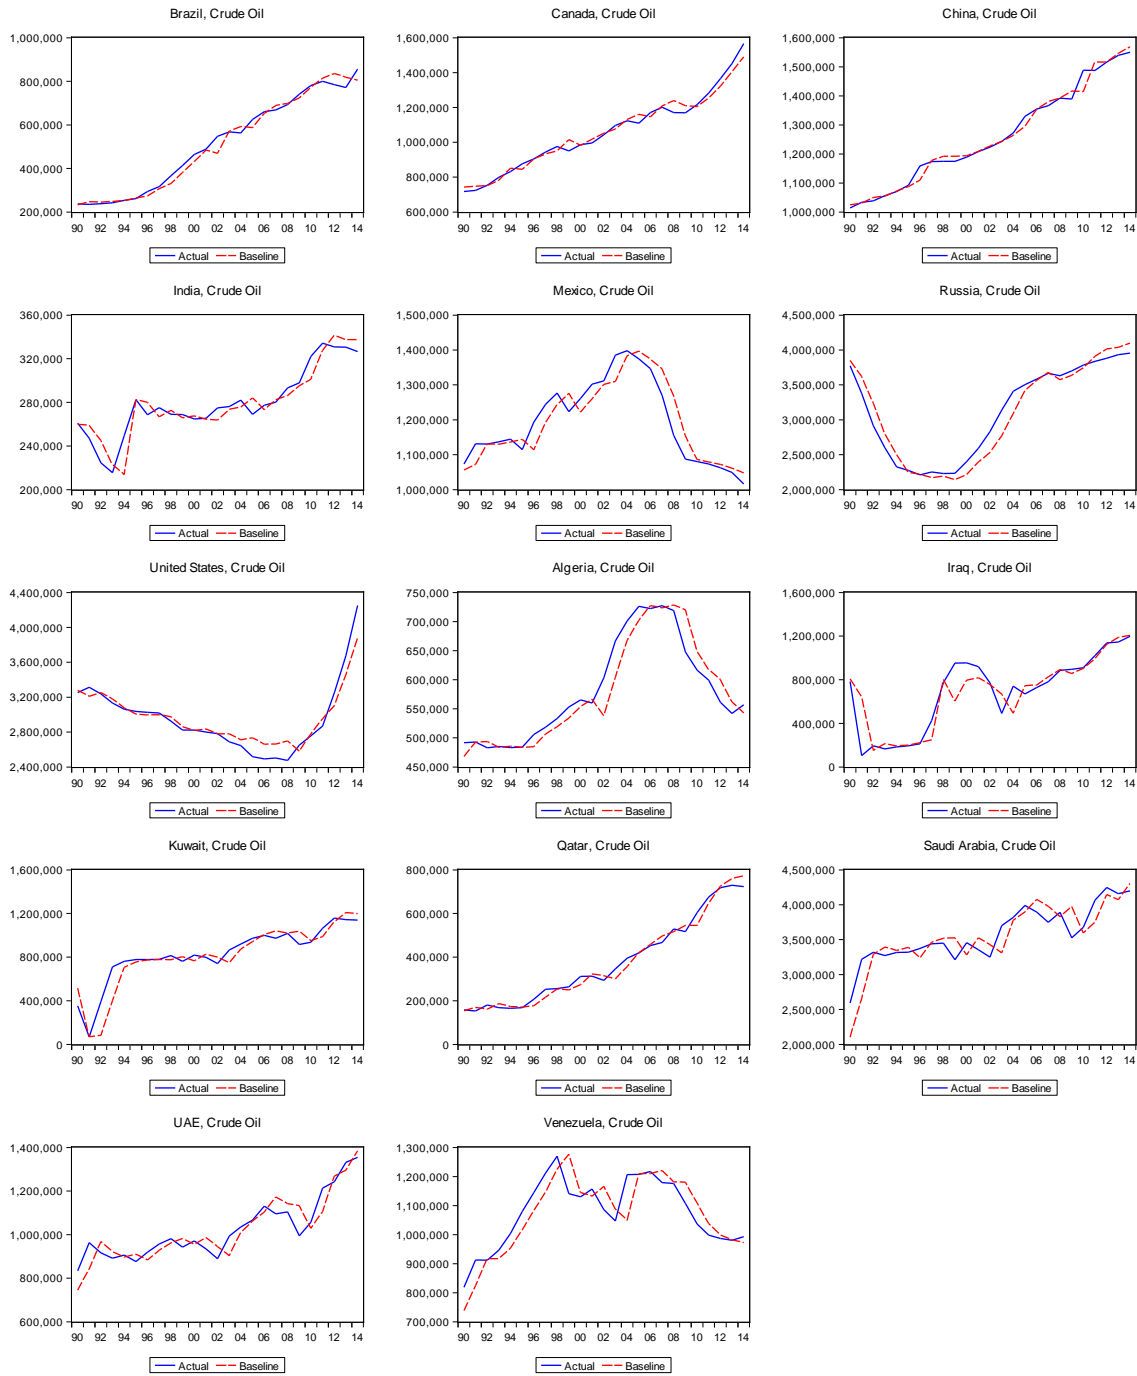 Brazil, Crude Oil
1,000,000
800,000
600,000
400,000
200,000
90 92 94 96 98 00 02 04 06 08 10 12 14
Actual Baseline
Canada, Crude Oil
1,600,000
1,400,000
1,200,000
1,000,000
800,000
600,000
90 92 94 96 98 00 02 04 06 08 10 12 14
Actual Baseline
China, Crude Oil
1,600,000
1,500,000
1,400,000
1,300,000
1,200,000
1,100,000
1,000,000
90 92 94 96 98 00 02 04 06 08 10 12 14
Actual Baseline
India, Crude Oil
360,000
320,000
280,000
240,000
200,000
90 92 94 96 98 00 02 04 06 08 10 12 14
Actual Baseline
Mexico, Crude Oil
1,500,000
1,400,000
1,300,000
1,200,000
1,100,000
1,000,000
90 92 94 96 98 00 02 04 06 08 10 12 14
Actual Baseline
Russia, Crude Oil
4,500,000
4,000,000
3,500,000
3,000,000
2,500,000
2,000,000
90 92 94 96 98 00 02 04 06 08 10 12 14
Actual Baseline
United States, Crude Oil
4,400,000
4,000,000
3,600,000
3,200,000
2,800,000
2,400,000
90 92 94 96 98 00 02 04 06 08 10 12 14
Actual Baseline
Algeria, Crude Oil
750,000
700,000
650,000
600,000
550,000
500,000
450,000
90 92 94 96 98 00 02 04 06 08 10 12 14
Actual Baseline
Iraq, Crude Oil
1,600,000
1,200,000
800,000
400,000
0
90 92 94 96 98 00 02 04 06 08 10 12 14
Actual Baseline
Kuwait, Crude Oil
1,600,000
1,200,000
800,000
400,000
0
90 92 94 96 98 00 02 04 06 08 10 12 14
Actual Baseline
Qatar, Crude Oil
800,000
600,000
400,000
200,000
0
90 92 94 96 98 00 02 04 06 08 10 12 14
Actual Baseline
Saudi Arabia, Crude Oil
4,500,000
4,000,000
3,500,000
3,000,000
2,500,000
2,000,000
90 92 94 96 98 00 02 04 06 08 10 12 14
Actual Baseline
UAE, Crude Oil
1,400,000
1,200,000
1,000,000
800,000
600,000
90 92 94 96 98 00 02 04 06 08 10 12 14
Actual Baseline
Venezuela, Crude Oil
1,300,000
1,200,000
1,100,000
1,000,000
900,000
800,000
700,000
90 92 94 96 98 00 02 04 06 08 10 12 14
Actual Baseline